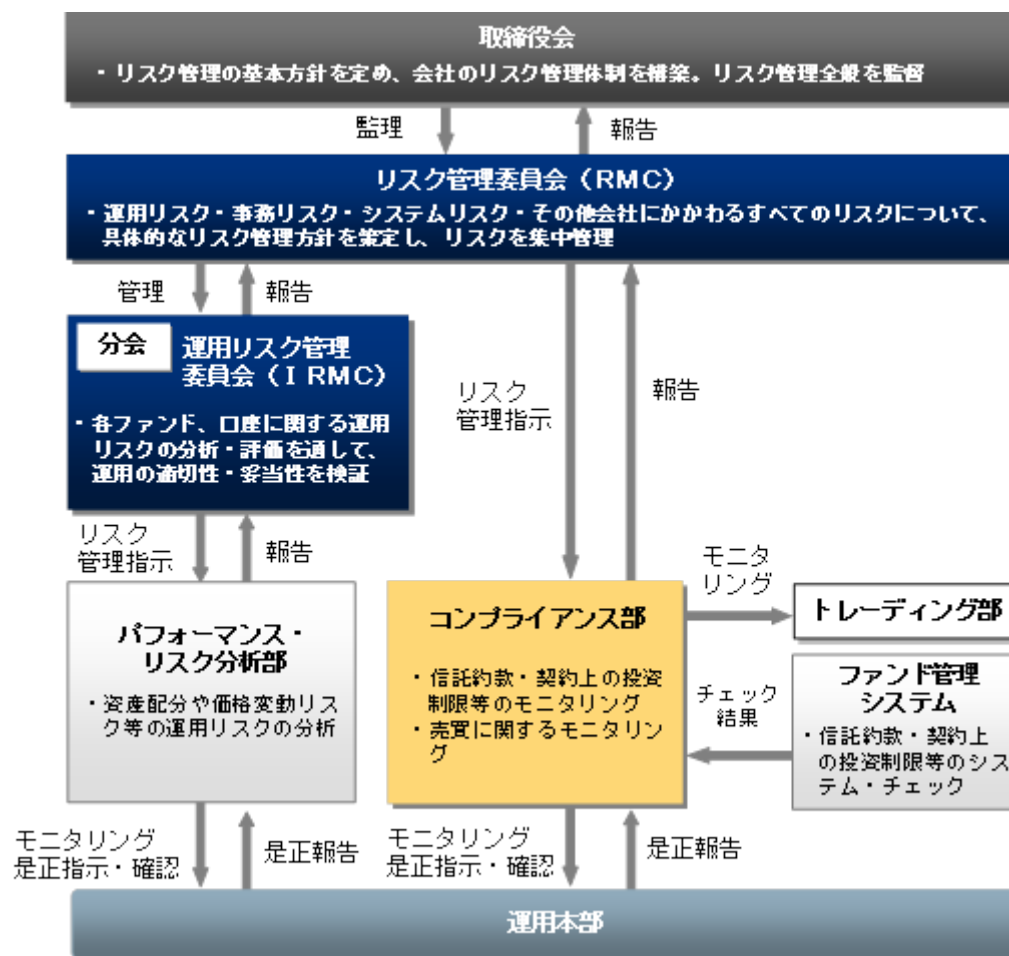 取締役会
・リスク管理の基本方針を定め、会社のリスク管理体制を構築。リスク管理全般を監督
監理
報告
リスク管理委員会（RMC）
・運用リスク・事務リスク・システムリスク・その他会社にかかわるすべてのリスクについて、
具体的なリスク管理方針を策定し、リスクを集中管理
管理
報告
分会
運用リスク管理
委員会（IRMC）
・各ファンド、口座に関する運用
リスクの分析・評価を通して、
運用の適切性・妥当性を検証
リスク
管理指示
報告
リスク
管理指示
報告
パフォーマンス・
リスク分析部
・資産配分や価格変動リス
ク等の運用リスクの分析
コンプライアンス部
・信託約款・契約上の投資
制限等のモニタリング
・売買に関するモニタリン
グ
モニタ
リング
トレーディング部
チェック
結果
ファンド管理
システム
・信託約款・契約上
の投資制限等のシス
テム・チェック
モニタリング
是正指示・確認
是正報告
モニタリング
是正指示・確認
是正報告
運用本部